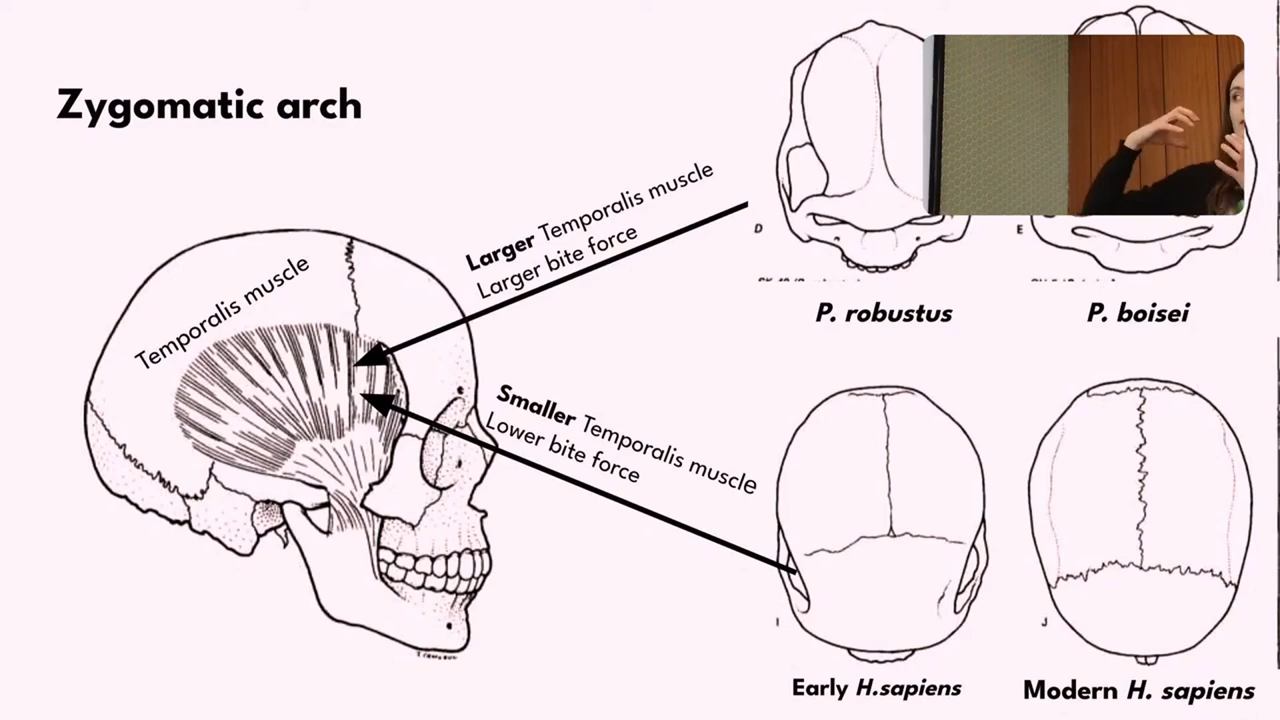 Zygomatic arch
Larger Temporalis muscle
Larger bite force
Temporalis muscle
Smaller Temporalis muscle
Lower bite force
D
E
P. robustus
P. boisei
I
J
Early H.sapiens
Modern H. sapiens